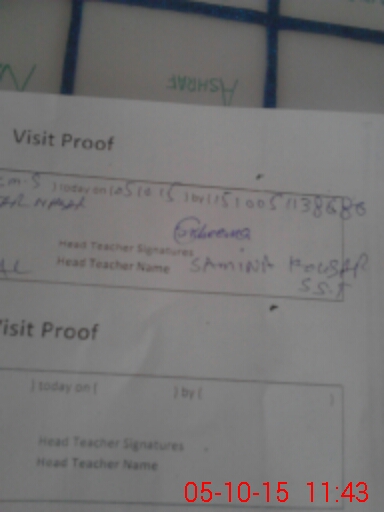 ASHRAF
Visit Proof
) today on (05 10 15 ) by (
Head Teacher Signatures
Head Teacher Name SAMINA KOUSAR
S.S.T
Visit Proof
) today on ( ) by ( )
Head Teacher Signatures
Head Teacher Name
05-10-15 11:43